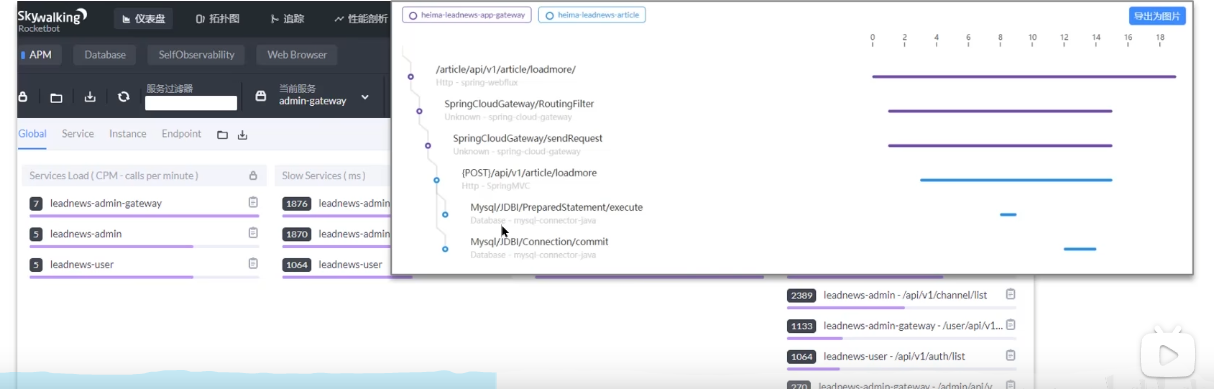 Skywalking
Rocketbot
仪表盘
拓扑图
追踪
性能剖析
APM
Database
SelfObservability
Web Browser
服务过滤器
当前服务
admin-gateway
Global
Service
Instance
Endpoint
Services Load ( CPM - calls per minute )
7 leadnews-admin-gateway
5 leadnews-admin
5 leadnews-user
Slow Services ( ms )
1876 leadnews-admin
1870 leadnews-admin
1064 leadnews-user
heima-leadnews-app-gateway
heima-leadnews-article
导出为图片
0 2 4 6 8 10 12 14 16 18
/article/api/v1/article/loadmore/
Http - spring-webflux
SpringCloudGateway/RoutingFilter
Unknown - spring-cloud-gateway
SpringCloudGateway/sendRequest
Unknown - spring-cloud-gateway
{POST}/api/v1/article/loadmore
Http - SpringMVC
Mysql/JDBI/PreparedStatement/execute
Database - mysql-connector-java
Mysql/JDBI/Connection/commit
Database - mysql-connector-java
2389 leadnews-admin - /api/v1/channel/list
1133 leadnews-admin-gateway - /user/api/v1...
1064 leadnews-user - /api/v1/auth/list
270 leadnews-admin-gateway - /admin/api/v